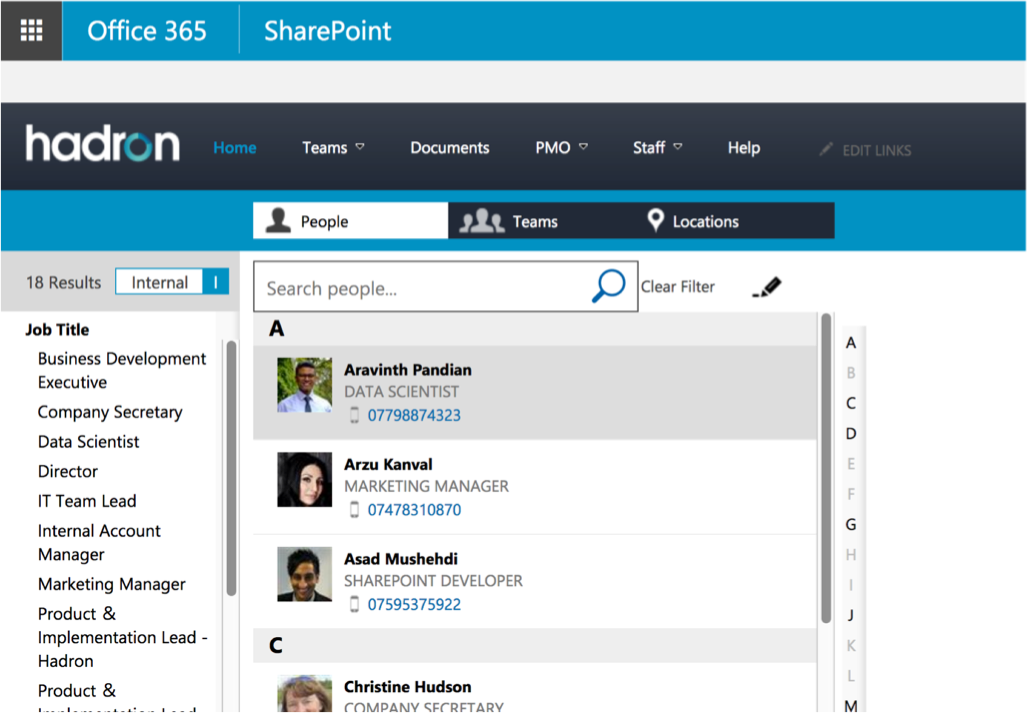 Office 365
SharePoint
hadron
Home
Teams
Documents
PMO
Staff
Help
EDIT LINKS
People
Teams
Locations
18 Results
Internal
I
Search people...
Clear Filter
Job Title
Business Development
Executive
Company Secretary
Data Scientist
Director
IT Team Lead
Internal Account
Manager
Marketing Manager
Product &
Implementation Lead -
Hadron
Product &
Implementation Lead
A
Aravinth Pandian
DATA SCIENTIST
07798874323
Arzu Kanval
MARKETING MANAGER
07478310870
Asad Mushehdi
SHAREPOINT DEVELOPER
07595375922
C
Christine Hudson
COMPANY SECRETARY
A
B
C
D
E
F
G
H
I
J
K
L
M